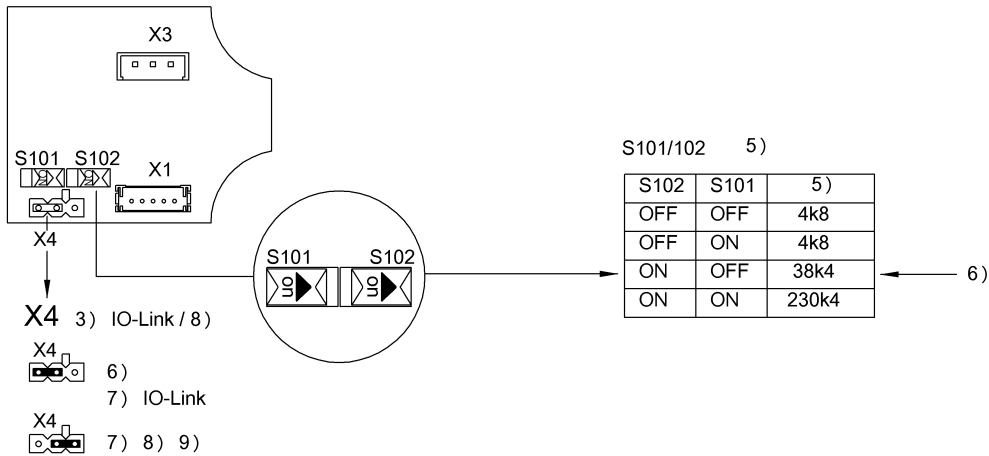 X3
S101 S102
X1
X4
X4 3) IO-Link / 8)
X4
6)
7) IO-Link
X4
7) 8) 9)
S101 S102
on on
S101/102 5)
S102 S101 5)
OFF OFF 4k8
OFF ON 4k8
ON OFF 38k4
ON ON 230k4
6)